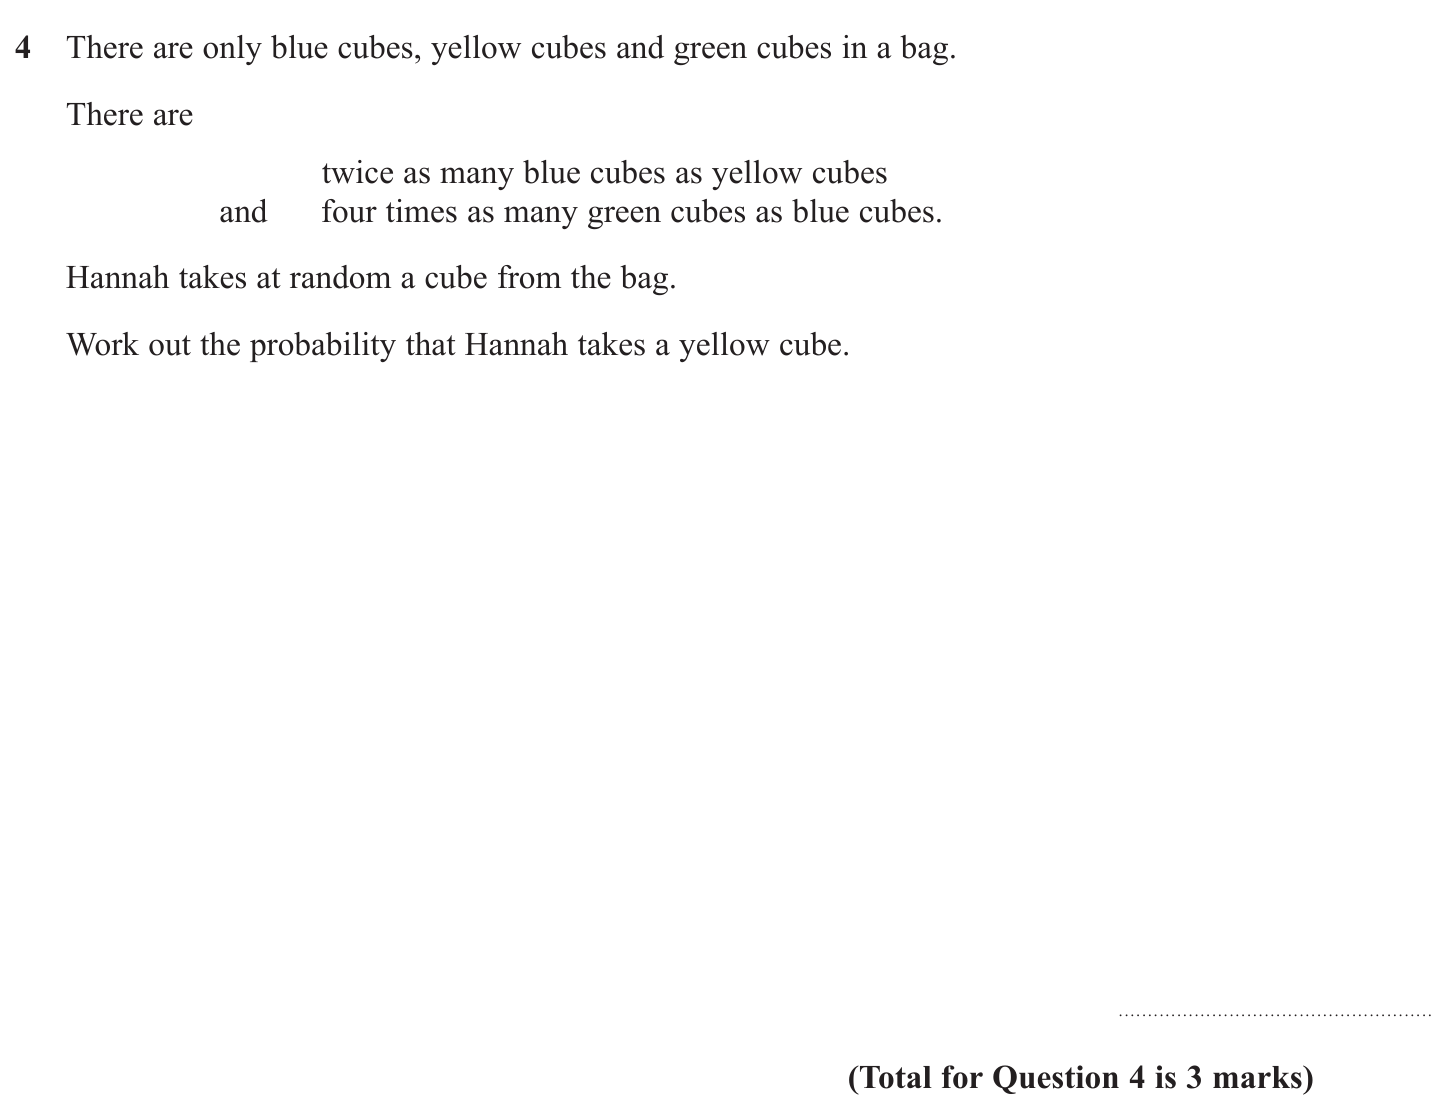 4 There are only blue cubes, yellow cubes and green cubes in a bag.
There are
twice as many blue cubes as yellow cubes
and four times as many green cubes as blue cubes.
Hannah takes at random a cube from the bag.
Work out the probability that Hannah takes a yellow cube.
(Total for Question 4 is 3 marks)